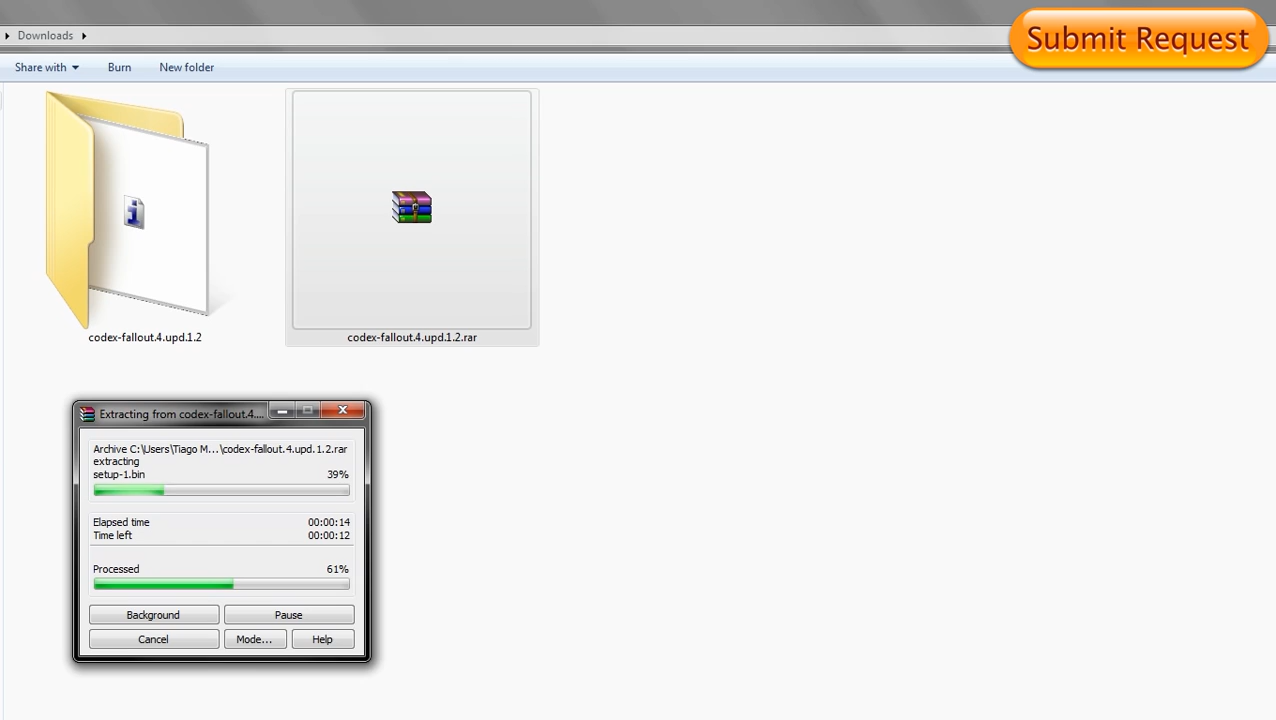 Submit Request
Downloads
Share with
Burn
New folder
codex-fallout.4.upd.1.2
codex-fallout.4.upd.1.2.rar
Extracting from codex-fallout.4....
Archive C:\Users\Tiago M...\codex-fallout.4.upd.1.2.rar
extracting
setup-1.bin 39%
Elapsed time 00:00:14
Time left 00:00:12
Processed 61%
Background Pause
Cancel Mode... Help